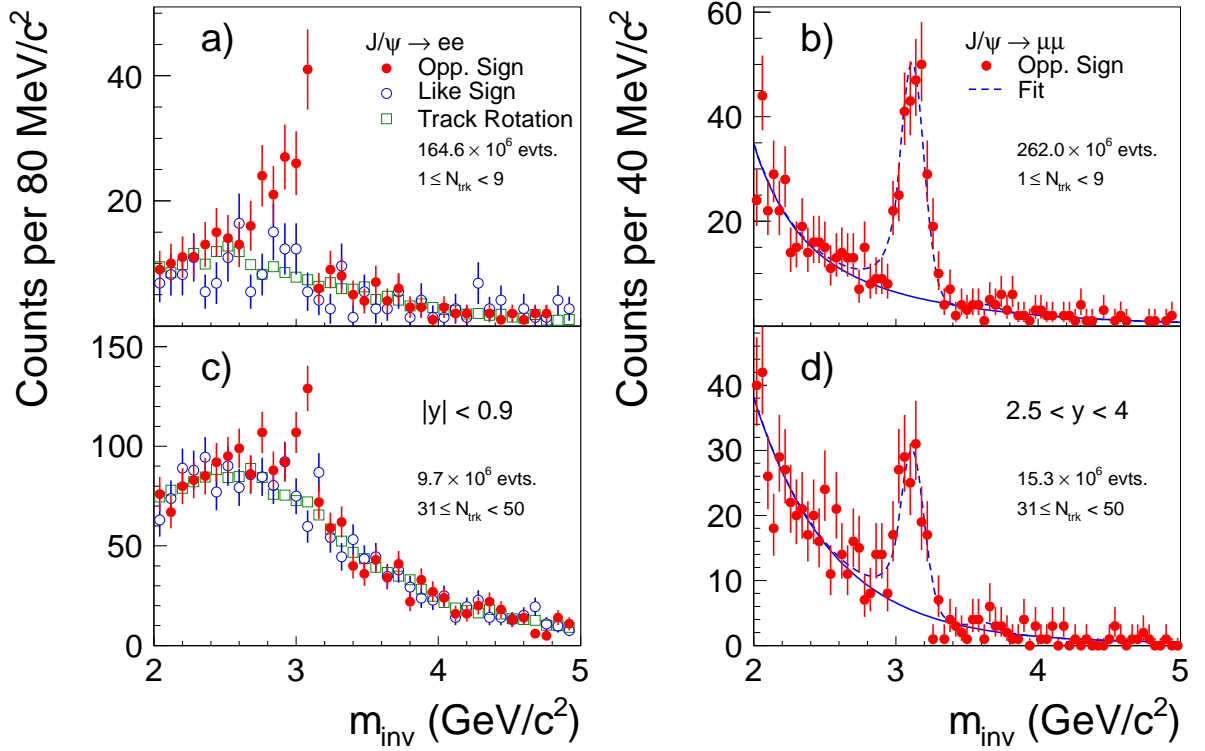 Counts per 80 MeV/c²
a)
J/ψ → ee
Opp. Sign
Like Sign
Track Rotation
164.6 × 10⁶ evts.
1 ≤ N_trk < 9
40
20
c)
|y| < 0.9
9.7 × 10⁶ evts.
31 ≤ N_trk < 50
150
100
50
0
2 3 4 5
m_inv (GeV/c²)
Counts per 40 MeV/c²
b)
J/ψ → μμ
Opp. Sign
Fit
262.0 × 10⁶ evts.
1 ≤ N_trk < 9
60
40
20
d)
2.5 < y < 4
15.3 × 10⁶ evts.
31 ≤ N_trk < 50
40
30
20
10
0
2 3 4 5
m_inv (GeV/c²)